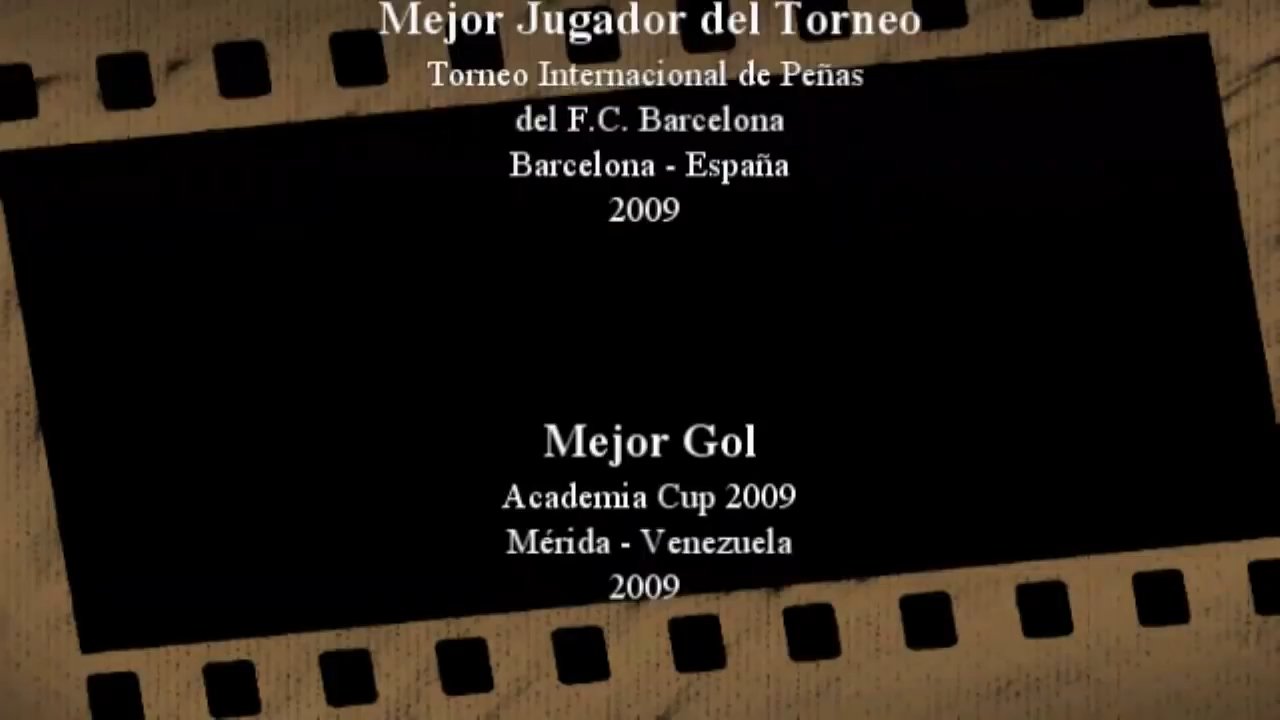 Mejor Jugador del Torneo
Torneo Internacional de Peñas
del F.C. Barcelona
Barcelona - España
2009
Mejor Gol
Academia Cup 2009
Mérida - Venezuela
2009